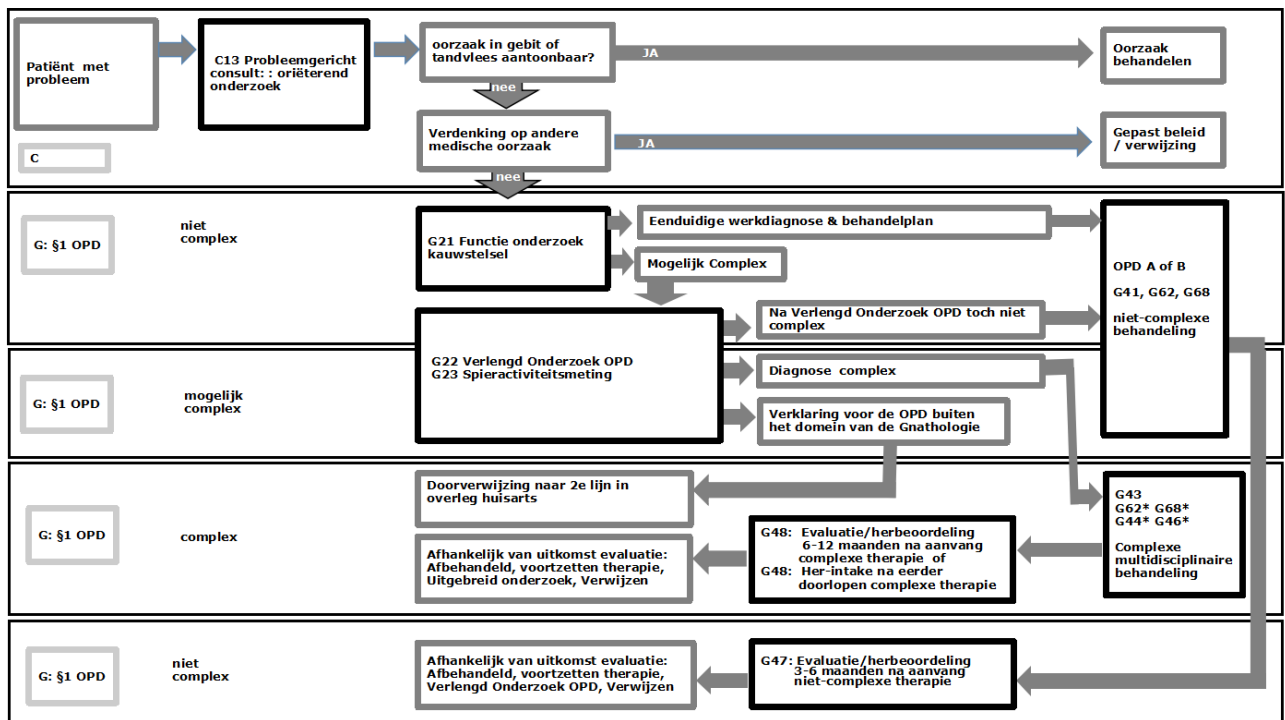 Patiënt met
probleem
C13 Probleemgericht
consult: : oriëterend
onderzoek
oorzaak in gebit of
tandvlees aantoonbaar?
JA
Oorzaak
behandelen
nee
Verdenking op andere
medische oorzaak
JA
Gepast beleid
/ verwijzing
C
nee
G: §1 OPD
niet
complex
G21 Functie onderzoek
kauwstelsel
Eenduidige werkdiagnose & behandelplan
Mogelijk Complex
OPD A of B
G41, G62, G68
niet-complexe
behandeling
Na Verlengd Onderzoek OPD toch niet
complex
G22 Verlengd Onderzoek OPD
G23 Spieractiviteitsmeting
G: §1 OPD
mogelijk
complex
Diagnose complex
Verklaring voor de OPD buiten
het domein van de Gnathologie
G: §1 OPD
complex
Doorverwijzing naar 2e lijn in
overleg huisarts
G43
G62* G68*
G44* G46*
Complexe
multidisciplinaire
behandeling
G48: Evaluatie/herbeoordeling
6-12 maanden na aanvang
complexe therapie of
G48: Her-intake na eerder
doorlopen complexe therapie
Afhankelijk van uitkomst evaluatie:
Afbehandeld, voortzetten therapie,
Uitgebreid onderzoek, Verwijzen
G: §1 OPD
niet
complex
Afhankelijk van uitkomst evaluatie:
Afbehandeld, voortzetten therapie,
Verlengd Onderzoek OPD, Verwijzen
G47: Evaluatie/herbeoordeling
3-6 maanden na aanvang
niet-complexe therapie